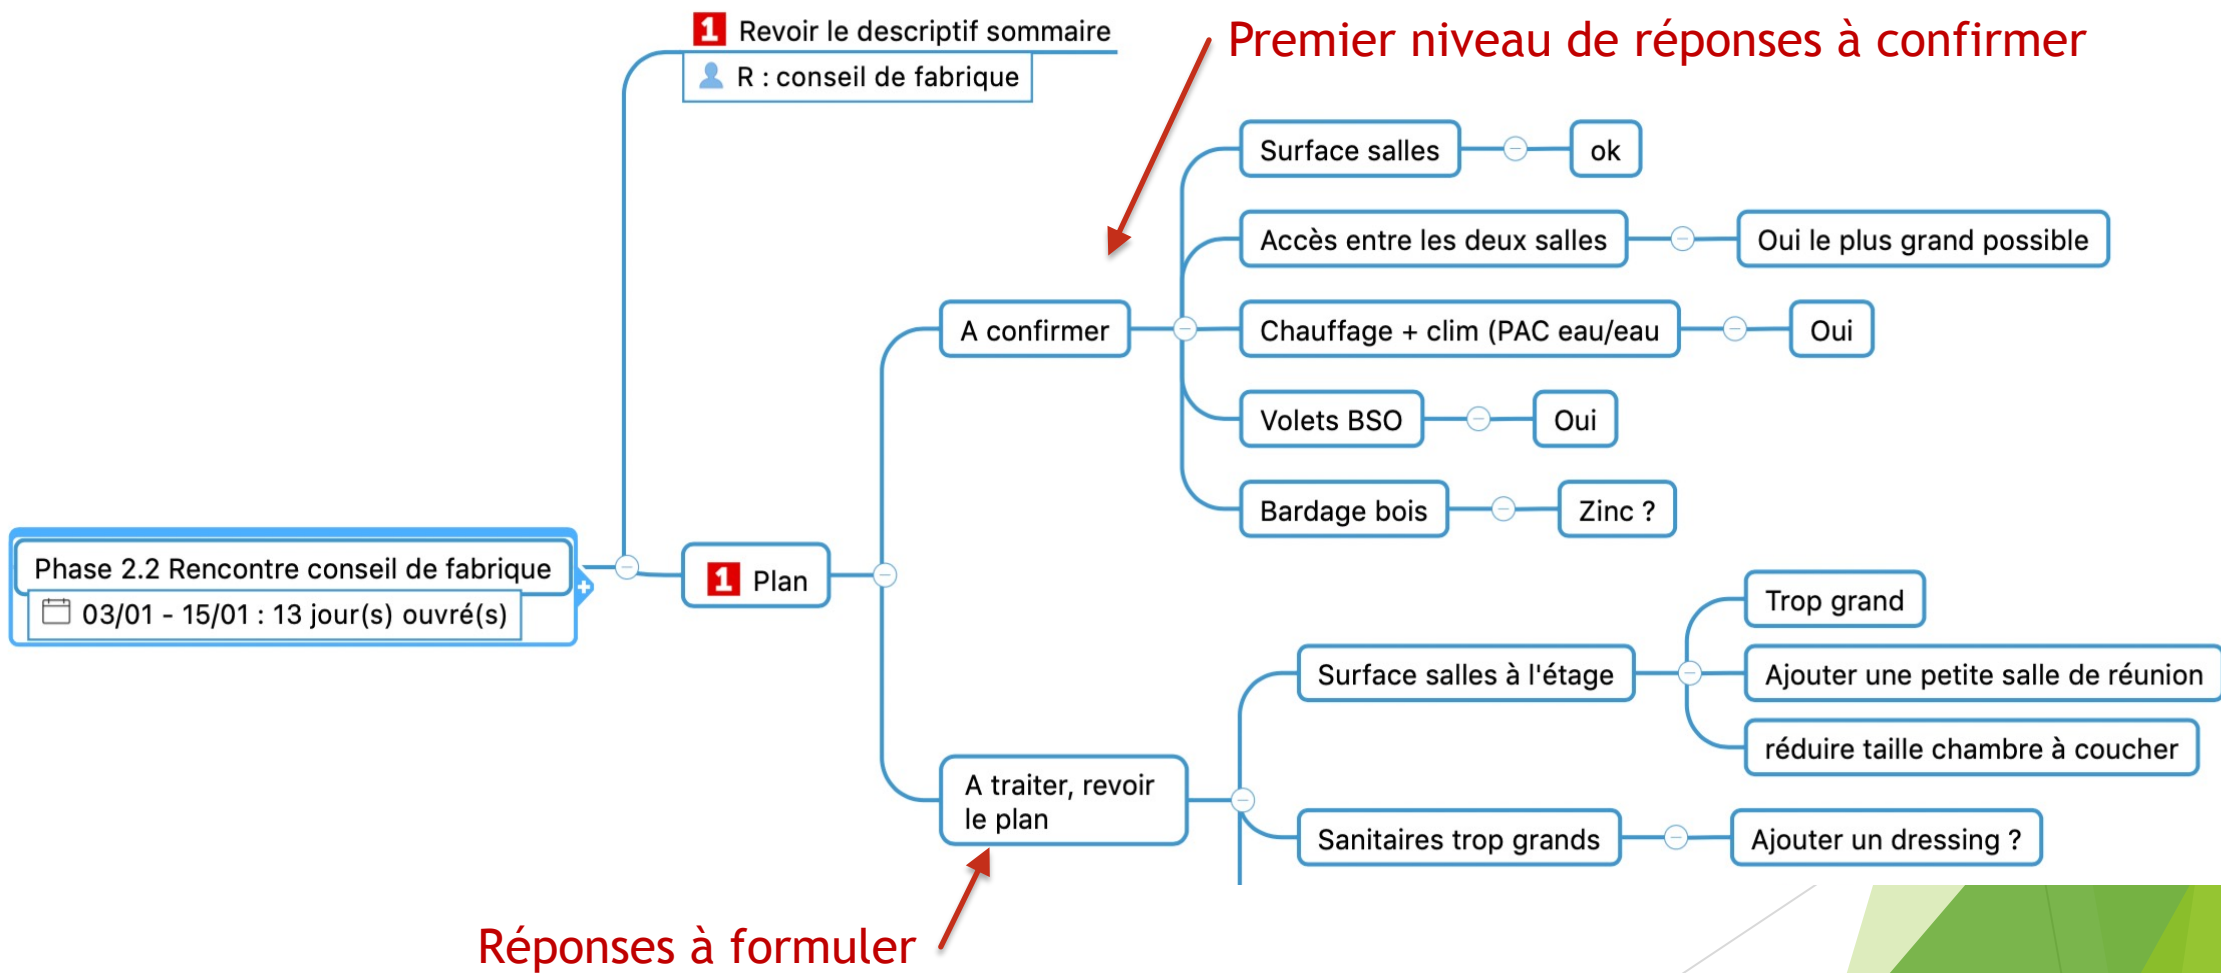 1 Revoir le descriptif sommaire
R : conseil de fabrique
Premier niveau de réponses à confirmer
Surface salles
ok
Accès entre les deux salles
Oui le plus grand possible
A confirmer
Chauffage + clim (PAC eau/eau
Oui
Volets BSO
Oui
Bardage bois
Zinc ?
Phase 2.2 Rencontre conseil de fabrique
03/01 - 15/01 : 13 jour(s) ouvré(s)
1 Plan
Trop grand
Surface salles à l'étage
Ajouter une petite salle de réunion
réduire taille chambre à coucher
A traiter, revoir
le plan
Sanitaires trop grands
Ajouter un dressing ?
Réponses à formuler